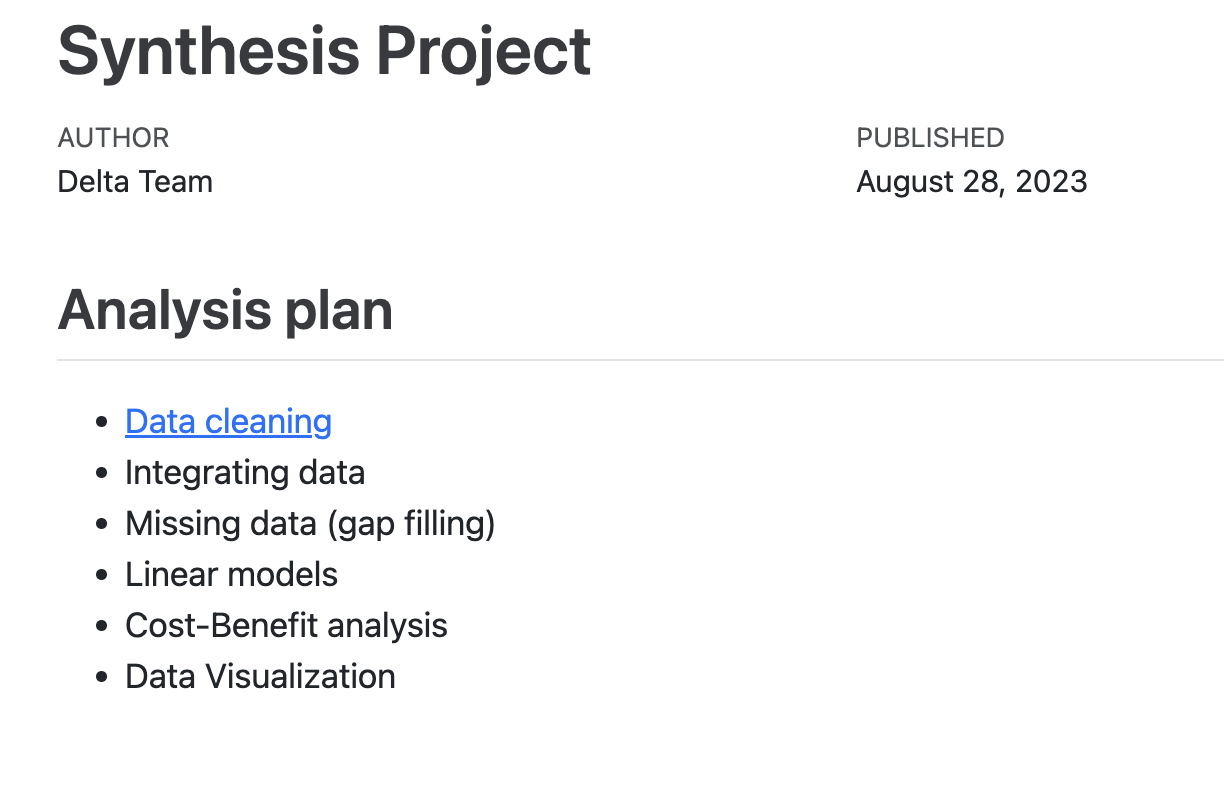 Synthesis Project
AUTHOR
PUBLISHED
Delta Team
August 28, 2023
Analysis plan
Data cleaning
Integrating data
Missing data (gap filling)
Linear models
Cost-Benefit analysis
Data Visualization